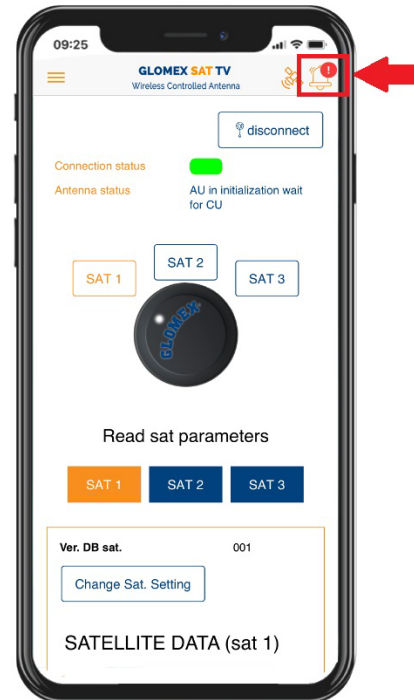 09:25
GLOMEX SAT TV
Wireless Controlled Antenna
!
disconnect
Connection status
Antenna status AU in initialization wait
for CU
SAT 1 SAT 2 SAT 3
GLOMEX
Read sat parameters
SAT 1 SAT 2 SAT 3
Ver. DB sat. 001
Change Sat. Setting
SATELLITE DATA (sat 1)